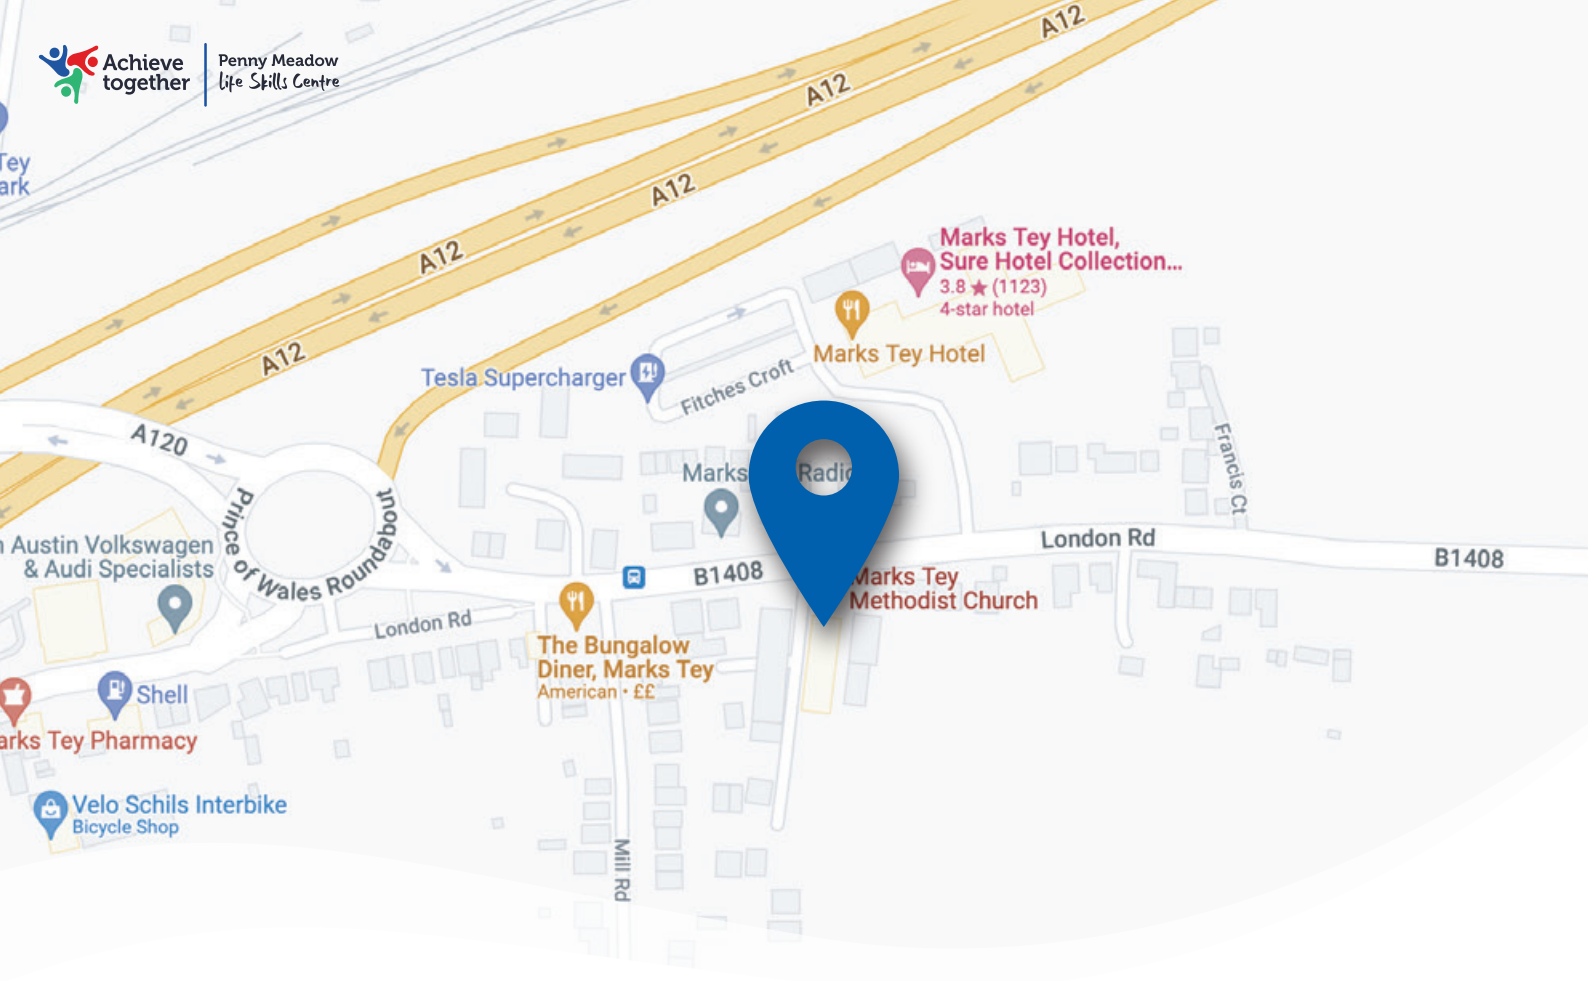 Achieve
together
Penny Meadow
Life Skills Centre
A12
A12
A12
A12
A12
Tey
ark
Marks Tey Hotel,
Sure Hotel Collection...
3.8 ★ (1123)
4-star hotel
Marks Tey Hotel
Tesla Supercharger
Fitches Croft
A120
Francis Ct
Marks
Radio
Prince of Wales Roundabout
Austin Volkswagen
& Audi Specialists
London Rd
B1408
B1408
Marks Tey
Methodist Church
London Rd
The Bungalow
Diner, Marks Tey
American • ££
Shell
arks Tey Pharmacy
Velo Schils Interbike
Bicycle Shop
Mill Rd